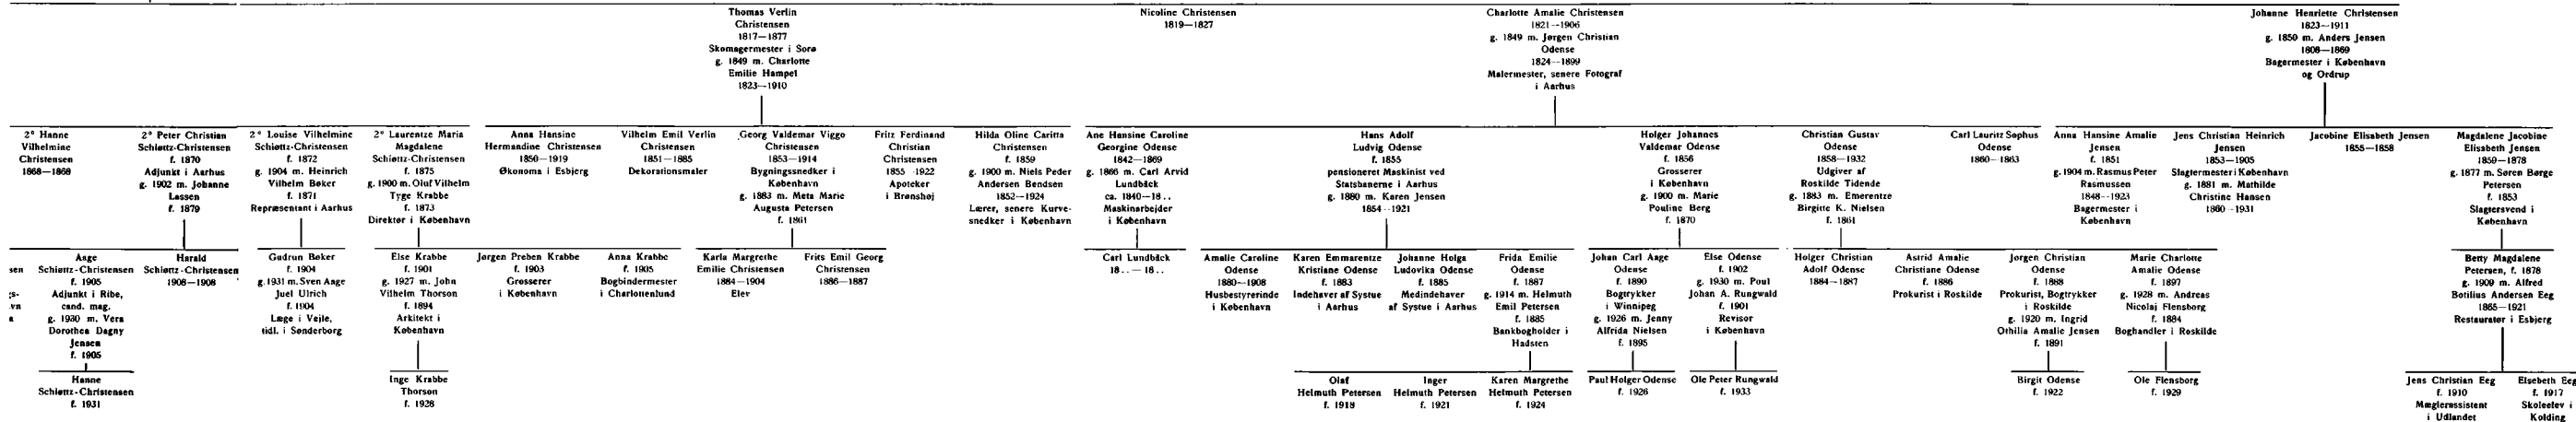 Thomas Verlin
Christensen
1817—1877
Skomagermester i Sorø
g. 1849 m. Charlotte
Emilie Hampel
1823—1910
Nicoline Christensen
1819—1827
Charlotte Amalie Christensen
1821—1906
g. 1849 m. Jørgen Christian
Odense
1824—1899
Malermester, senere Fotograf
i Aarhus
Johanne Henriette Christensen
1823—1911
g. 1850 m. Anders Jensen
1808—1869
Bagermester i København
og Ordrup
2° Hanne
Vilhelmine
Christensen
1868—1868
2° Peter Christian
Schiøttz-Christensen
f. 1870
Adjunkt i Aarhus
g. 1902 m. Johanne
Lassen
f. 1879
2° Louise Vilhelmine
Schiøttz-Christensen
f. 1872
g. 1904 m. Heinrich
Vilhelm Bøker
f. 1871
Repræsentant i Aarhus
2° Laurentze Maria
Magdalene
Schiøttz-Christensen
f. 1875
g. 1900 m. Oluf Vilhelm
Tyge Krabbe
f. 1873
Direktør i København
Anna Hansine
Hermandine Christensen
1850—1919
Økonoma i Esbjerg
Vilhelm Emil Verlin
Christensen
1851—1885
Dekorationsmaler
Georg Valdemar Viggo
Christensen
1853—1914
Bygningssnedker i
København
g. 1883 m. Meta Marie
Augusta Petersen
f. 1861
Fritz Ferdinand
Christian
Christensen
1855—1922
Apoteker
i Brønshøj
Hilda Oline Caritta
Christensen
f. 1859
g. 1900 m. Niels Peder
Andersen Bendsen
1852—1924
Lærer, senere Kurve-
snedker i København
Ane Hansine Caroline
Georgine Odense
1842—1869
g. 1866 m. Carl Arvid
Lundbäck
ca. 1840—18..
Maskinarbejder
i København
Hans Adolf
Ludvig Odense
f. 1855
pensioneret Maskinist ved
Statsbanerne i Aarhus
g. 1880 m. Karen Jensen
1854—1921
Holger Johannes
Valdemar Odense
f. 1856
Grosserer
i København
g. 1900 m. Marie
Pouline Berg
f. 1870
Christian Gustav
Odense
1858—1932
Udgiver af
Roskilde Tidende
g. 1883 m. Emerentze
Birgitte K. Nielsen
f. 1861
Carl Lauritz Sophus
Odense
1860—1863
Anna Hansine Amalie
Jensen
f. 1851
g. 1904 m. Rasmus Peter
Rasmussen
1848—1923
Bagermester i
København
Jens Christian Heinrich
Jensen
1853—1905
Slagtermester i København
g. 1881 m. Mathilde
Christine Hansen
1860—1931
Jacobine Elisabeth Jensen
1855—1858
Magdalene Jacobine
Elisabeth Jensen
1859—1878
g. 1877 m. Søren Børge
Petersen
f. 1853
Slagtersvend i
København
sen
gs-
vn
a
Aage
Schiøttz-Christensen
f. 1905
Adjunkt i Ribe,
cand. mag.
g. 1930 m. Vera
Dorothea Dagny
Jensen
f. 1905
Harald
Schiøttz-Christensen
1908—1908
Gudrun Bøker
f. 1904
g. 1931 m. Sven Aage
Juel Ulrich
f. 1904
Læge i Vejle,
tidl. i Sønderborg
Else Krabbe
f. 1901
g. 1927 m. John
Vilhelm Thorson
f. 1894
Arkitekt i
København
Jørgen Preben Krabbe
f. 1903
Grosserer
i København
Anna Krabbe
f. 1905
Bogbindermester
i Charlottenlund
Karla Margrethe
Emilie Christensen
1884—1904
Elev
Frits Emil Georg
Christensen
1886—1887
Carl Lundbäck
18..—18..
Amalie Caroline
Odense
1880—1908
Husbestyrerinde
i København
Karen Emmarentze
Kristiane Odense
f. 1883
Indehaver af Systue
i Aarhus
Johanne Holga
Ludovika Odense
f. 1885
Medindehaver
af Systue i Aarhus
Frida Emilie
Odense
f. 1887
g. 1914 m. Helmuth
Emil Petersen
f. 1885
Bankbogholder i
Hadsten
Johan Carl Aage
Odense
f. 1890
Bogtrykker
i Winnipeg
g. 1926 m. Jenny
Alfrida Nielsen
f. 1895
Else Odense
f. 1902
g. 1930 m. Poul
Johan A. Rungwald
f. 1901
Revisor
i København
Holger Christian
Adolf Odense
1884—1887
Astrid Amalie
Christiane Odense
f. 1886
Prokurist i Roskilde
Jørgen Christian
Odense
f. 1888
Prokurist, Bogtrykker
i Roskilde
g. 1920 m. Ingrid
Othilia Amalie Jensen
f. 1891
Marie Charlotte
Amalie Odense
f. 1897
g. 1928 m. Andreas
Nicolaj Flensborg
f. 1884
Boghandler i Roskilde
Betty Magdalene
Petersen, f. 1878
g. 1909 m. Alfred
Botilius Andersen Eeg
1865—1921
Restauratør i Esbjerg
Hanne
Schiøttz-Christensen
f. 1931
Inge Krabbe
Thorson
f. 1928
Olaf
Helmuth Petersen
f. 1918
Inger
Helmuth Petersen
f. 1921
Karen Margrethe
Helmuth Petersen
f. 1924
Paul Holger Odense
f. 1926
Ole Peter Rungwald
f. 1933
Birgit Odense
f. 1922
Ole Flensborg
f. 1929
Jens Christian Eeg
f. 1910
Mæglerassistent
i Udlandet
Elsebeth Eeg
f. 1917
Skoleelev i
Kolding